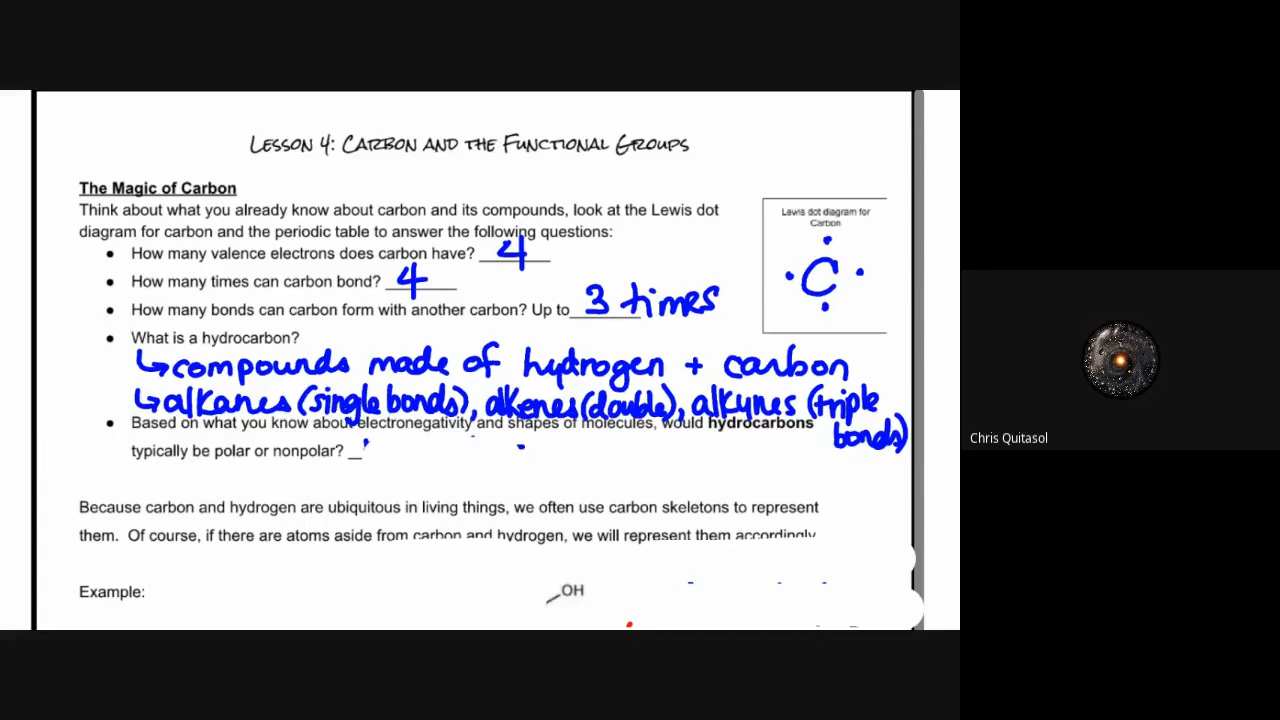 LESSON 4: CARBON AND THE FUNCTIONAL GROUPS
The Magic of Carbon
Think about what you already know about carbon and its compounds, look at the Lewis dot
diagram for carbon and the periodic table to answer the following questions:
Lewis dot diagram for
Carbon
C
• How many valence electrons does carbon have? 4
• How many times can carbon bond? 4
• How many bonds can carbon form with another carbon? Up to 3 times
• What is a hydrocarbon?
↳ compounds made of hydrogen + carbon
↳ alkanes (single bonds), alkenes (double), alkynes (triple
bonds)
• Based on what you know about electronegativity and shapes of molecules, would hydrocarbons
typically be polar or nonpolar? _
Because carbon and hydrogen are ubiquitous in living things, we often use carbon skeletons to represent
them. Of course, if there are atoms aside from carbon and hydrogen, we will represent them accordingly
Example:
OH
Chris Quitasol